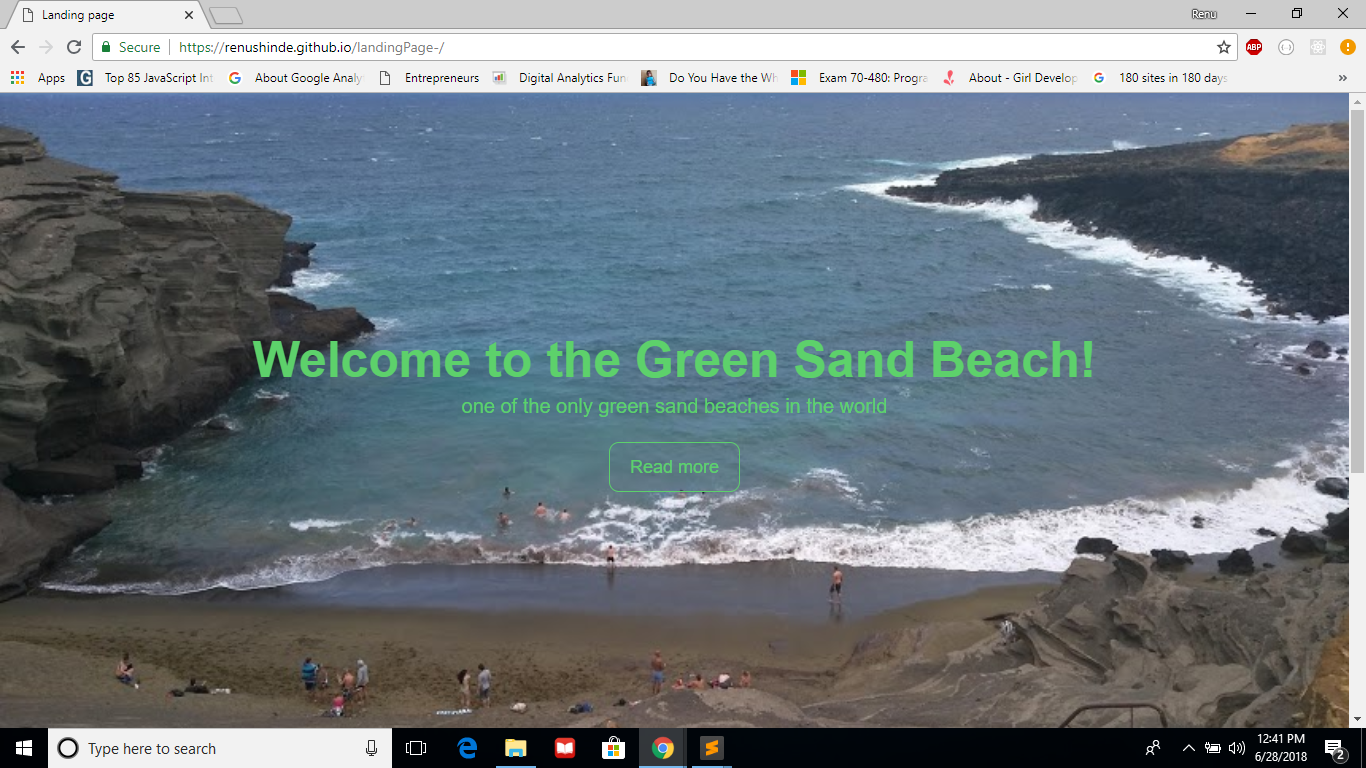 Landing page
Renu
Secure
https://renushinde.github.io/landingPage-/
ABP
Apps
Top 85 JavaScript Int
About Google Analy
Entrepreneurs
Digital Analytics Fun
Do You Have the Wh
Exam 70-480: Progra
About - Girl Develop
180 sites in 180 days
»
Welcome to the Green Sand Beach!
one of the only green sand beaches in the world
Read more
Type here to search
12:41 PM
6/28/2018
2